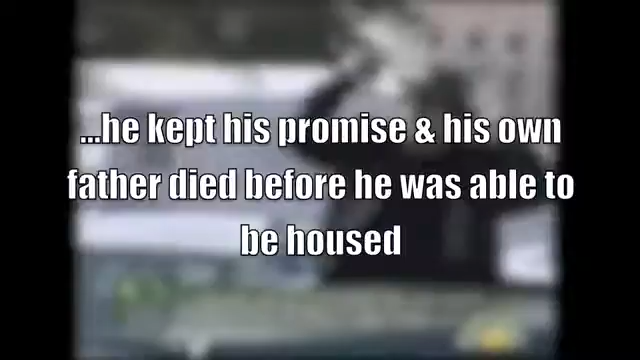 ...he kept his promise & his own
father died before he was able to
be housed